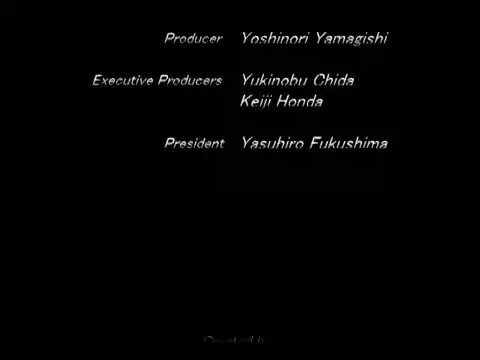 Producer Yoshinori Yamagishi
Executive Producers Yukinobu Chida
Keiji Honda
President Yasuhiro Fukushima